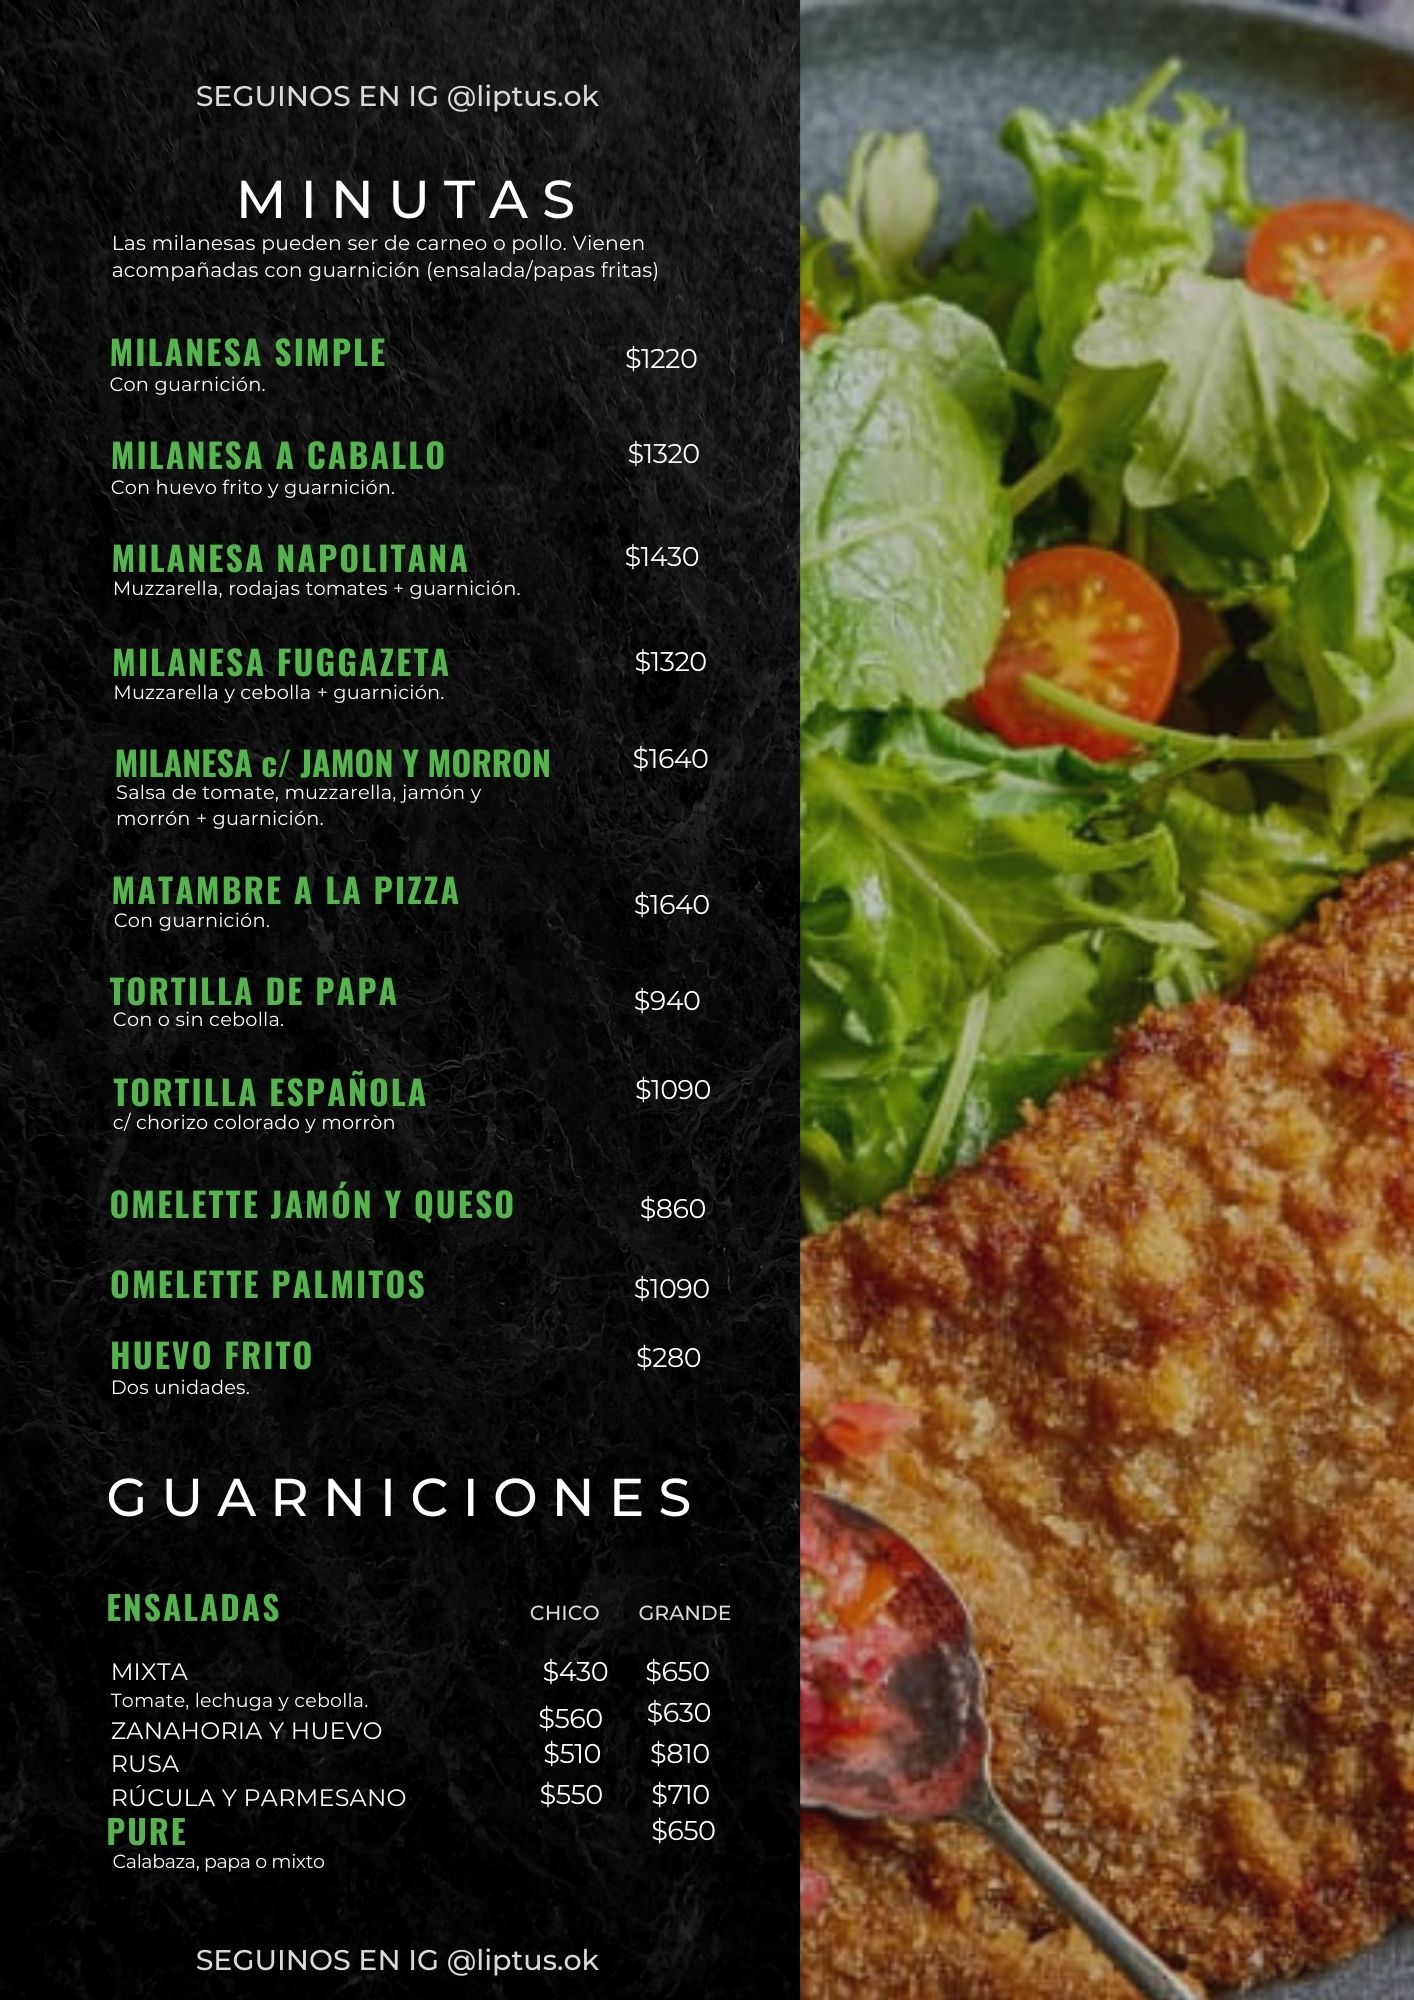 SEGUINOS EN IG @liptus.ok
MINUTAS
Las milanesas pueden ser de carneo o pollo. Vienen
acompañadas con guarnición (ensalada/papas fritas)
MILANESA SIMPLE $1220
Con guarnición.
MILANESA A CABALLO $1320
Con huevo frito y guarnición.
MILANESA NAPOLITANA $1430
Muzzarella, rodajas tomates + guarnición.
MILANESA FUGGAZETA $1320
Muzzarella y cebolla + guarnición.
MILANESA c/ JAMON Y MORRON $1640
Salsa de tomate, muzzarella, jamón y
morrón + guarnición.
MATAMBRE A LA PIZZA $1640
Con guarnición.
TORTILLA DE PAPA $940
Con o sin cebolla.
TORTILLA ESPAÑOLA $1090
c/ chorizo colorado y morròn
OMELETTE JAMÓN Y QUESO $860
OMELETTE PALMITOS $1090
HUEVO FRITO $280
Dos unidades.
GUARNICIONES
ENSALADAS CHICO GRANDE
MIXTA $430 $650
Tomate, lechuga y cebolla.
ZANAHORIA Y HUEVO $560 $630
RUSA $510 $810
RÚCULA Y PARMESANO $550 $710
PURE $650
Calabaza, papa o mixto
SEGUINOS EN IG @liptus.ok